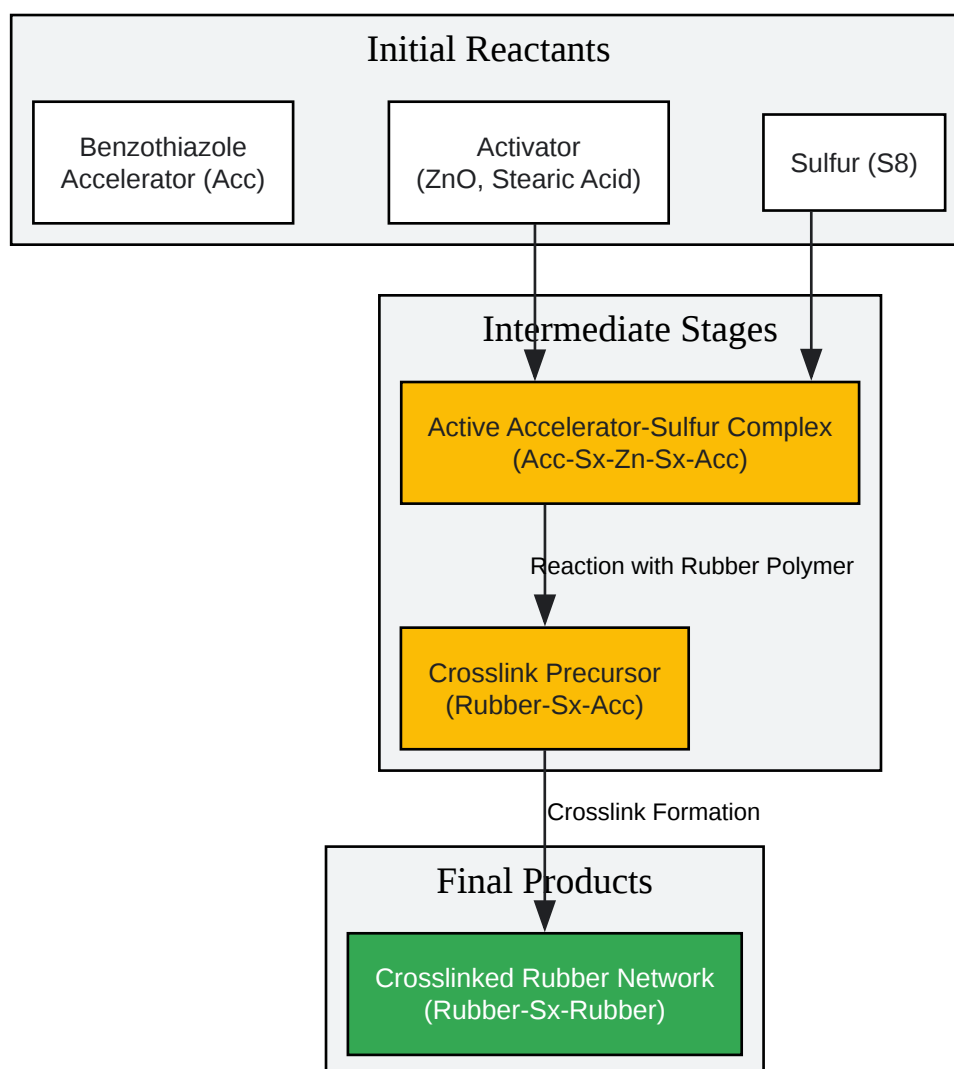 Initial Reactants
Benzothiazole
Accelerator (Acc)
Activator
(ZnO, Stearic Acid)
Sulfur (S8)
Intermediate Stages
Active Accelerator-Sulfur Complex
(Acc-Sx-Zn-Sx-Acc)
Reaction with Rubber Polymer
Crosslink Precursor
(Rubber-Sx-Acc)
Crosslink Formation
Final Products
Crosslinked Rubber Network
(Rubber-Sx-Rubber)